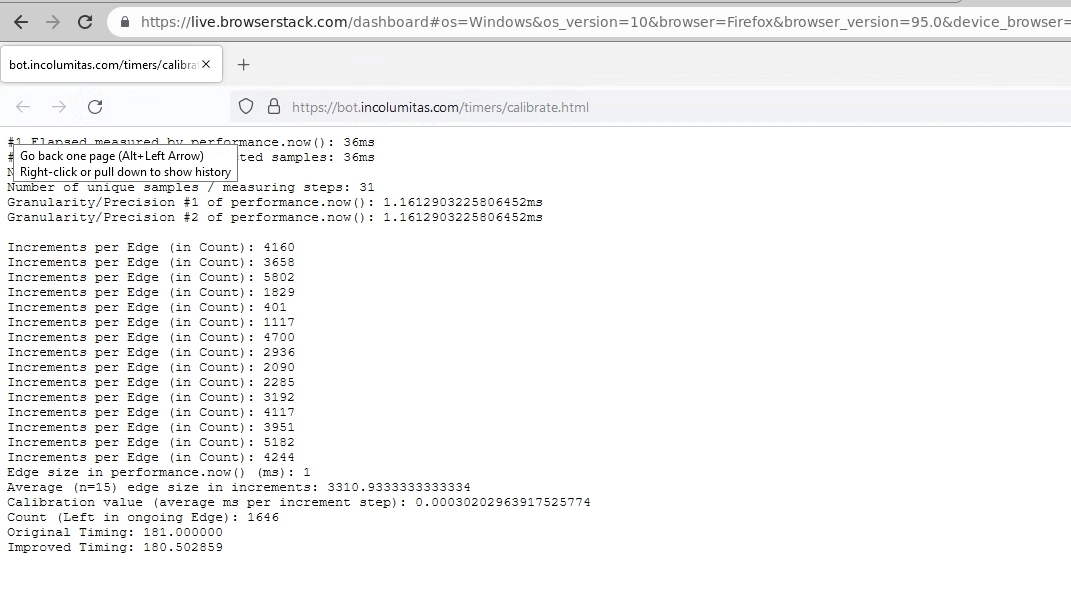 https://live.browserstack.com/dashboard#os=Windows&os_version=10&browser=Firefox&browser_version=95.0&device_browser=
bot.incolumitas.com/timers/calibra
https://bot.incolumitas.com/timers/calibrate.html
#1 Elapsed measured by performance.now(): 36ms
Go back one page (Alt+Left Arrow)
#
ted samples: 36ms
Right-click or pull down to show history
N
Number of unique samples / measuring steps: 31
Granularity/Precision #1 of performance.now(): 1.1612903225806452ms
Granularity/Precision #2 of performance.now(): 1.1612903225806452ms
Increments per Edge (in Count): 4160
Increments per Edge (in Count): 3658
Increments per Edge (in Count): 5802
Increments per Edge (in Count): 1829
Increments per Edge (in Count): 401
Increments per Edge (in Count): 1117
Increments per Edge (in Count): 4700
Increments per Edge (in Count): 2936
Increments per Edge (in Count): 2090
Increments per Edge (in Count): 2285
Increments per Edge (in Count): 3192
Increments per Edge (in Count): 4117
Increments per Edge (in Count): 3951
Increments per Edge (in Count): 5182
Increments per Edge (in Count): 4244
Edge size in performance.now() (ms): 1
Average (n=15) edge size in increments: 3310.9333333333334
Calibration value (average ms per increment step): 0.00030202963917525774
Count (Left in ongoing Edge): 1646
Original Timing: 181.000000
Improved Timing: 180.502859